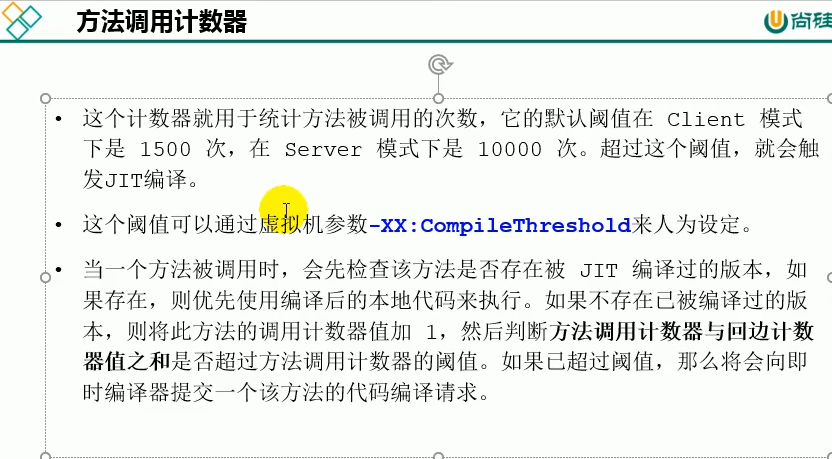 方法调用计数器
尚硅
• 这个计数器就用于统计方法被调用的次数，它的默认阈值在 Client 模式
下是 1500 次，在 Server 模式下是 10000 次。超过这个阈值，就会触
发JIT编译。
• 这个阈值可以通过虚拟机参数-XX:CompileThreshold来人为设定。
• 当一个方法被调用时，会先检查该方法是否存在被 JIT 编译过的版本，如
果存在，则优先使用编译后的本地代码来执行。如果不存在已被编译过的版
本，则将此方法的调用计数器值加 1，然后判断方法调用计数器与回边计数
器值之和是否超过方法调用计数器的阈值。如果已超过阈值，那么将会向即
时编译器提交一个该方法的代码编译请求。